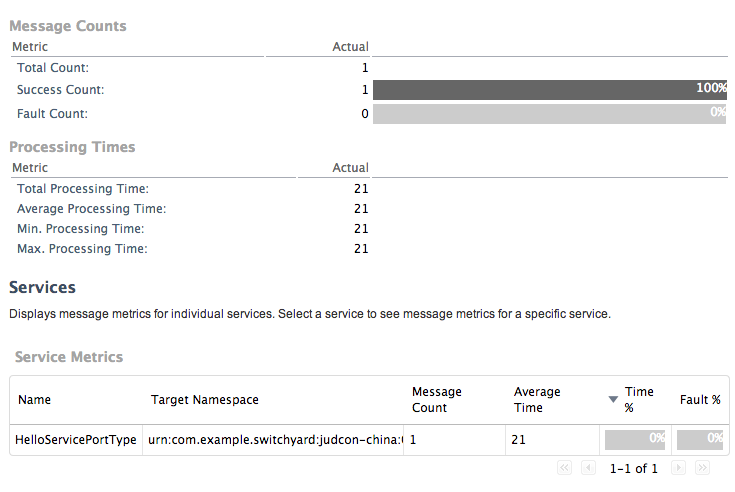 Message Counts
Metric Actual
Total Count: 1
Success Count: 1 100%
Fault Count: 0 0%
Processing Times
Metric Actual
Total Processing Time: 21
Average Processing Time: 21
Min. Processing Time: 21
Max. Processing Time: 21
Services
Displays message metrics for individual services. Select a service to see message metrics for a specific service.
Service Metrics
Name Target Namespace Message Count Average Time Time % Fault %
HelloServicePortType urn:com.example.switchyard:judcon-china: 1 21 0% 0%
1-1 of 1